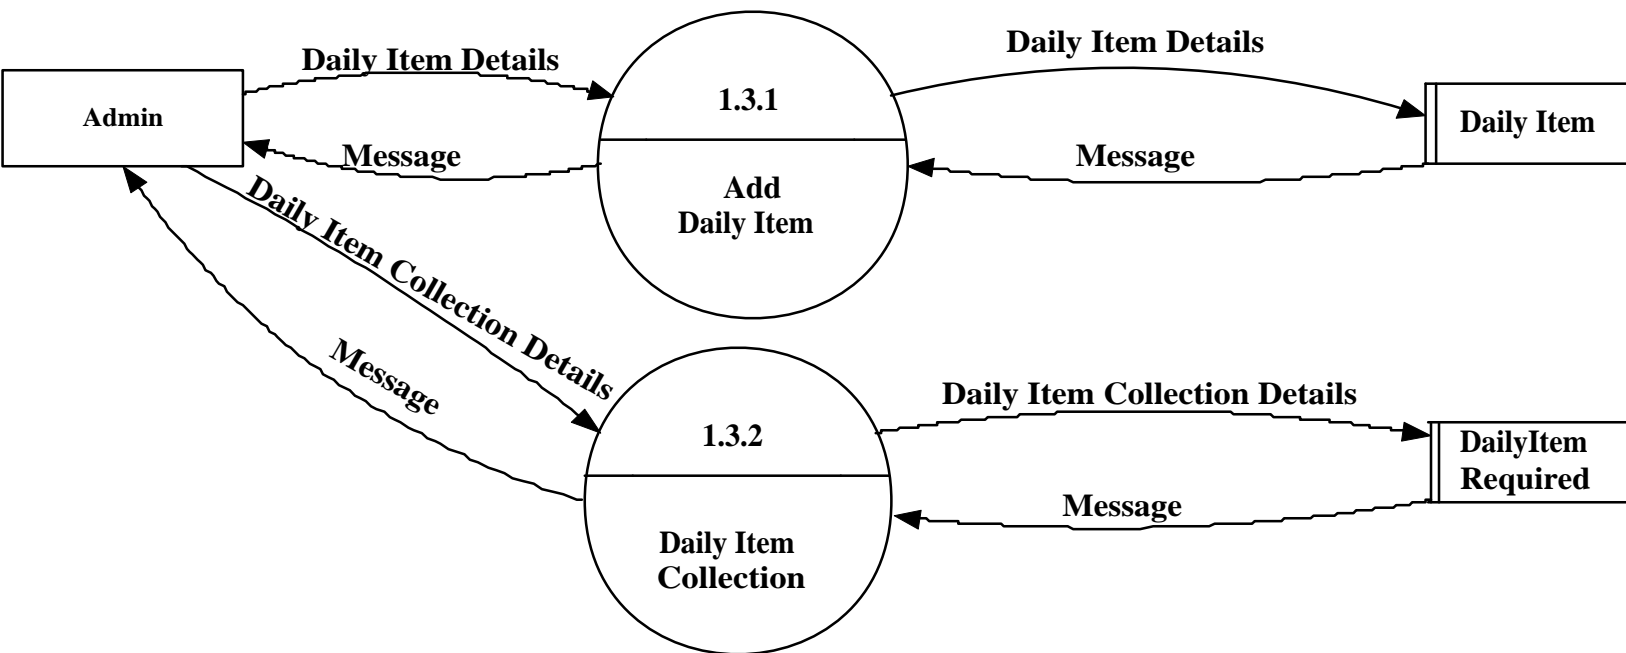 Daily Item Details
Daily Item Details
Admin
1.3.1
Daily Item
Message
Message
Add
Daily Item
Daily Item Collection Details
Message
Daily Item Collection Details
1.3.2
DailyItem
Required
Message
Daily Item
Collection